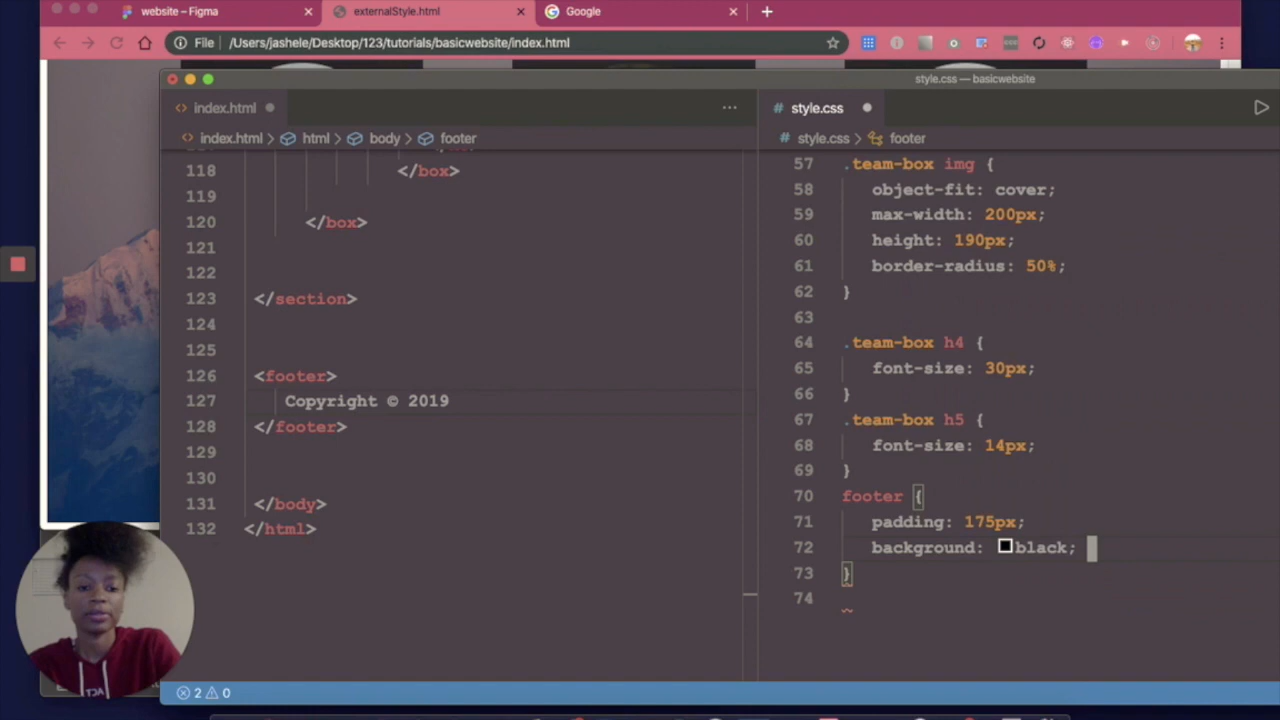 website – Figma
externalStyle.html
Google
File /Users/jashele/Desktop/123/tutorials/basicwebsite/index.html
style.css — basicwebsite
index.html
index.html > html > body > footer
118 </box>
119
120 </box>
121
122
123 </section>
124
125
126 <footer>
127 Copyright © 2019
128 </footer>
129
130
131 </body>
132 </html>
# style.css
# style.css > footer
57 .team-box img {
58 object-fit: cover;
59 max-width: 200px;
60 height: 190px;
61 border-radius: 50%;
62 }
63
64 .team-box h4 {
65 font-size: 30px;
66 }
67 .team-box h5 {
68 font-size: 14px;
69 }
70 footer {
71 padding: 175px;
72 background: black;
73 }
74
2 0